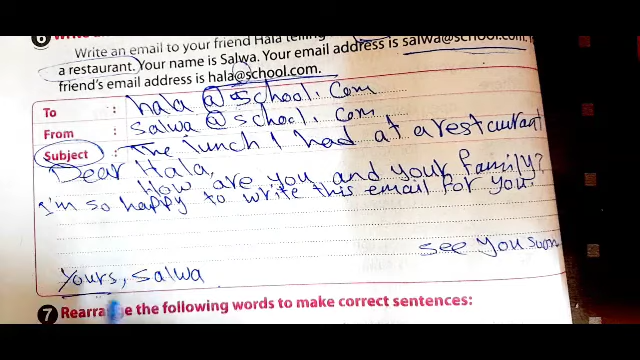 6 Write an
Write an email to your friend Hala telling
a restaurant. Your name is Salwa. Your email address is salwa@school.com.
friend's email address is hala@school.com.
To : hala@school.com
From : salwa@school.com
Subject : The lunch I had at a restaurant
Dear Hala,
How are you and your family?
I'm so happy to write this email for you.
see you soon
Yours, Salwa
7 Rearrange the following words to make correct sentences: